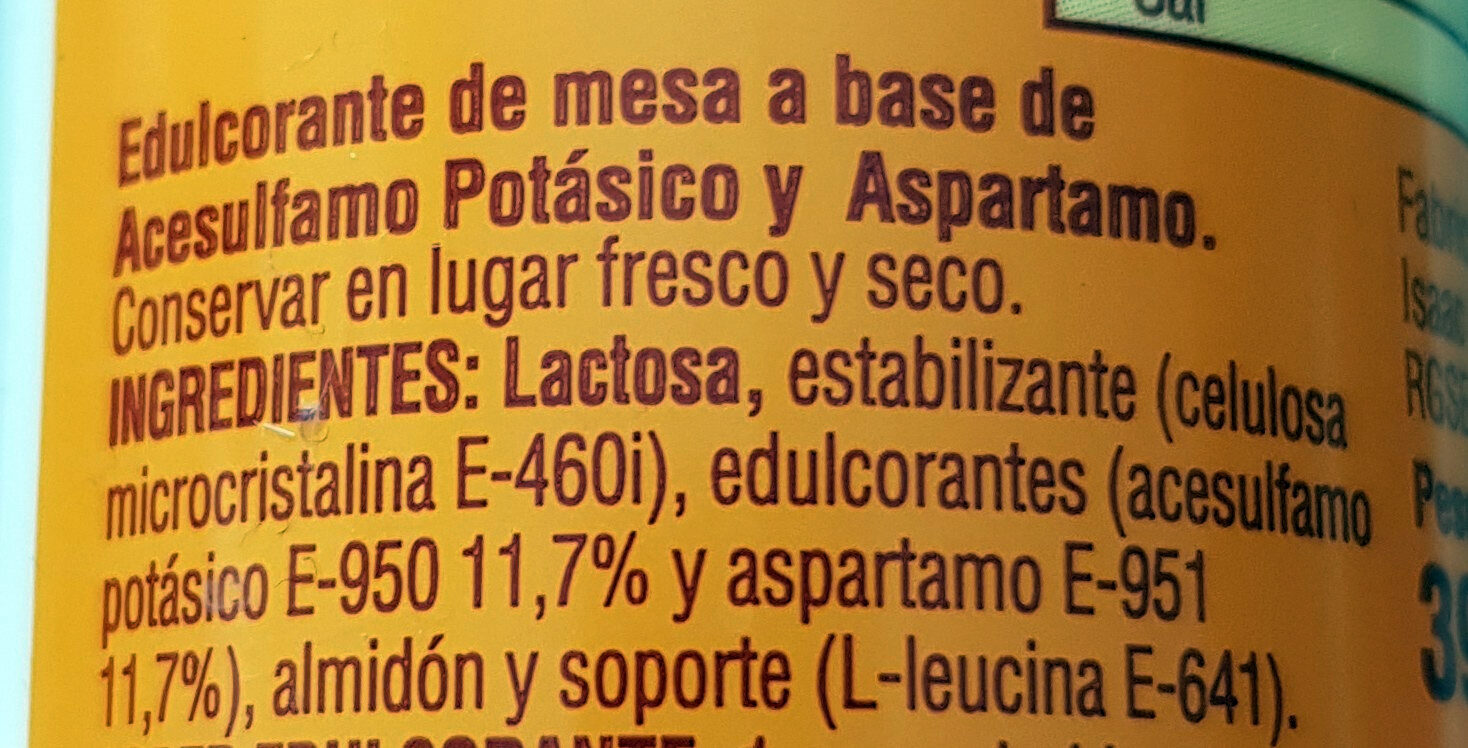 Sal
Edulcorante de mesa a base de
Acesulfamo Potásico y Aspartamo.
Conservar en lugar fresco y seco.
INGREDIENTES: Lactosa, estabilizante (celulosa
microcristalina E-460i), edulcorantes (acesulfamo
potásico E-950 11,7% y aspartamo E-951
11,7%), almidón y soporte (L-leucina E-641).